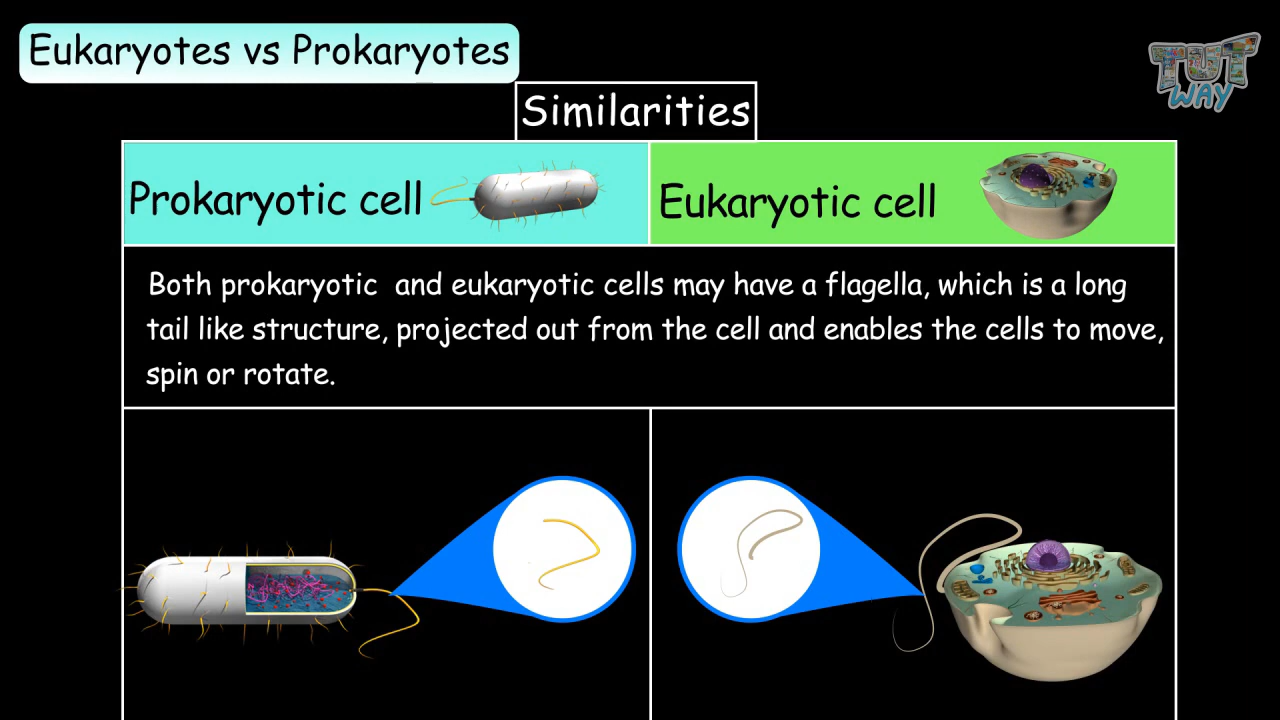 Eukaryotes vs Prokaryotes
TUT
WAY
Similarities
Prokaryotic cell
Eukaryotic cell
Both prokaryotic and eukaryotic cells may have a flagella, which is a long
tail like structure, projected out from the cell and enables the cells to move,
spin or rotate.